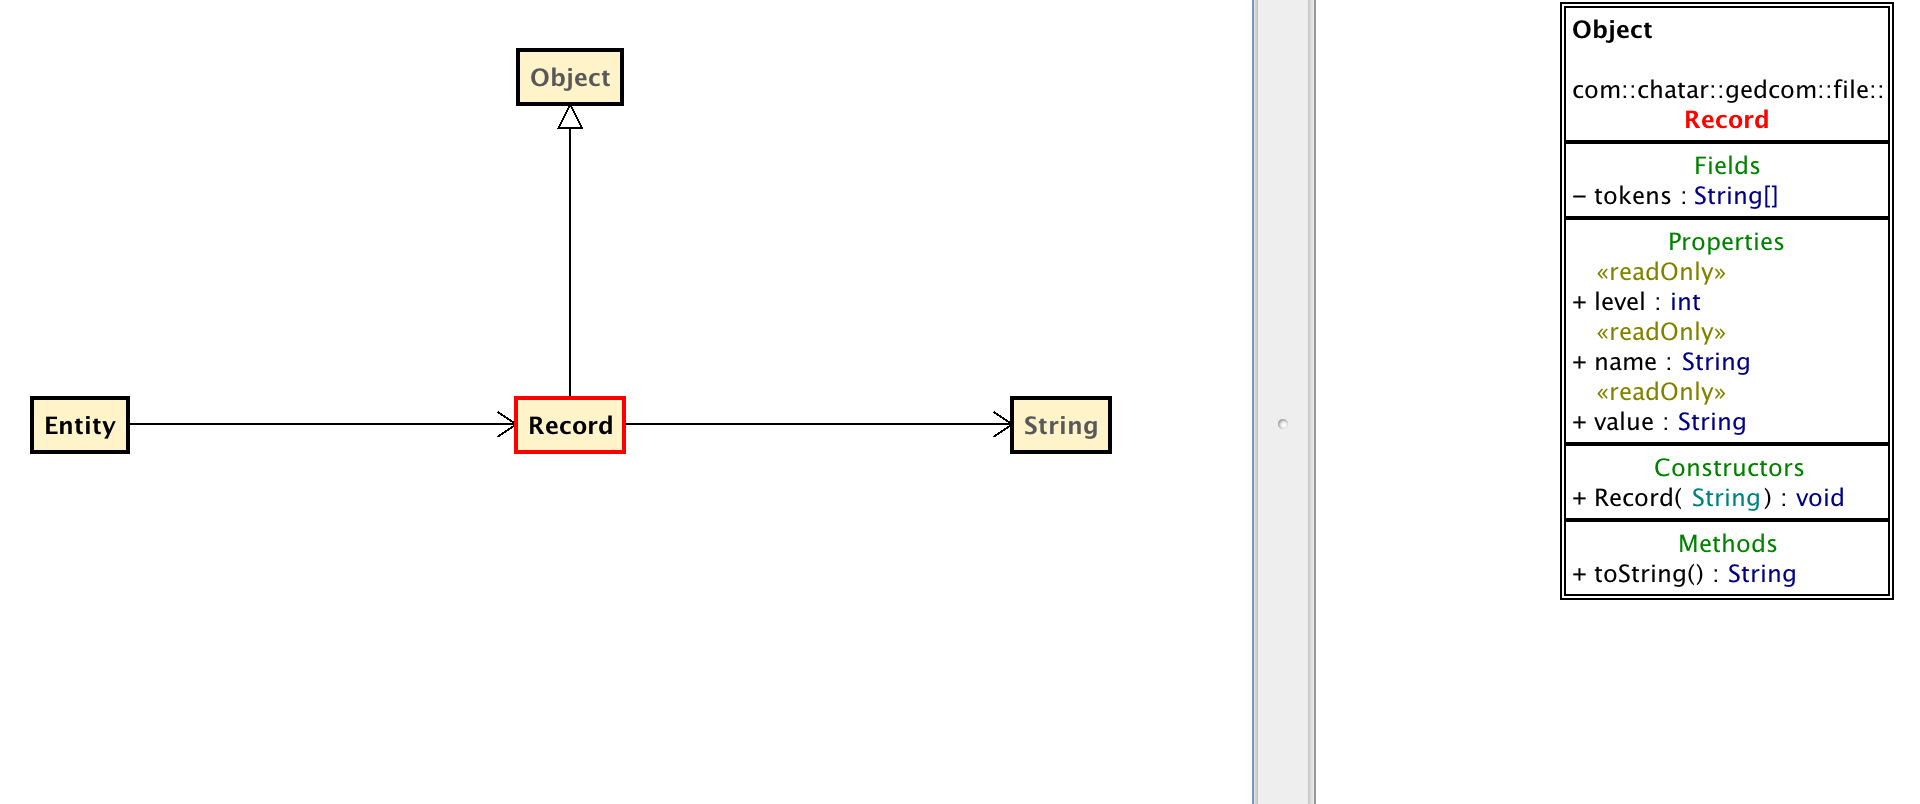 Object
Entity
Record
String
Object
com::chatar::gedcom::file::
Record
Fields
− tokens : String[]
Properties
«readOnly»
+ level : int
«readOnly»
+ name : String
«readOnly»
+ value : String
Constructors
+ Record( String) : void
Methods
+ toString() : String